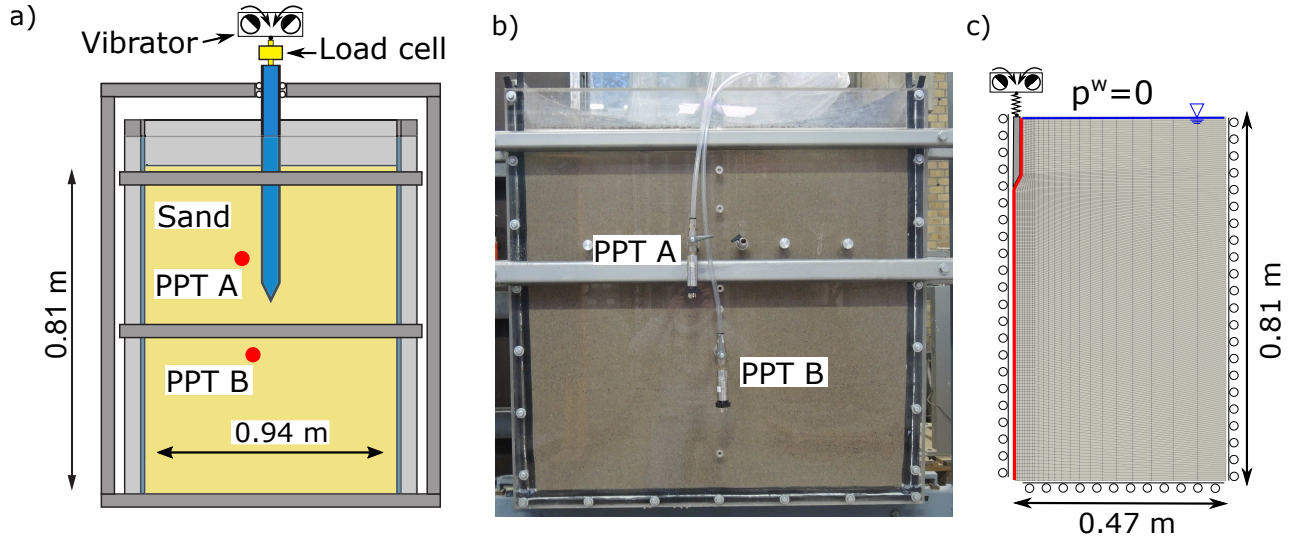 a)
Vibrator
Load cell
Sand
PPT A
PPT B
0.81 m
0.94 m
b)
PPT A
PPT B
c)
p^w=0
0.81 m
0.47 m